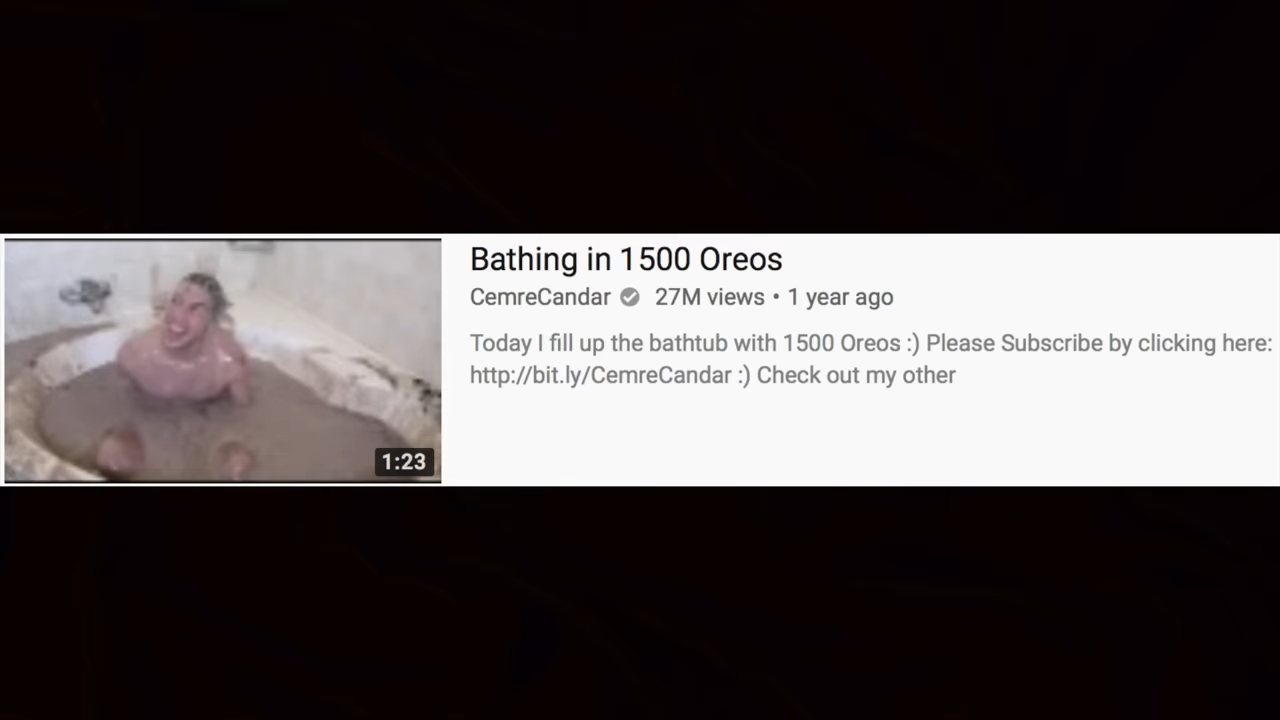 Bathing in 1500 Oreos
CemreCandar 27M views • 1 year ago
Today I fill up the bathtub with 1500 Oreos :) Please Subscribe by clicking here:
http://bit.ly/CemreCandar :) Check out my other
1:23